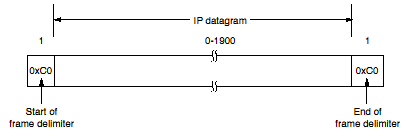 IP datagram
1 0-1900 1
0xC0 0xC0
Start of End of
frame delimiter frame delimiter